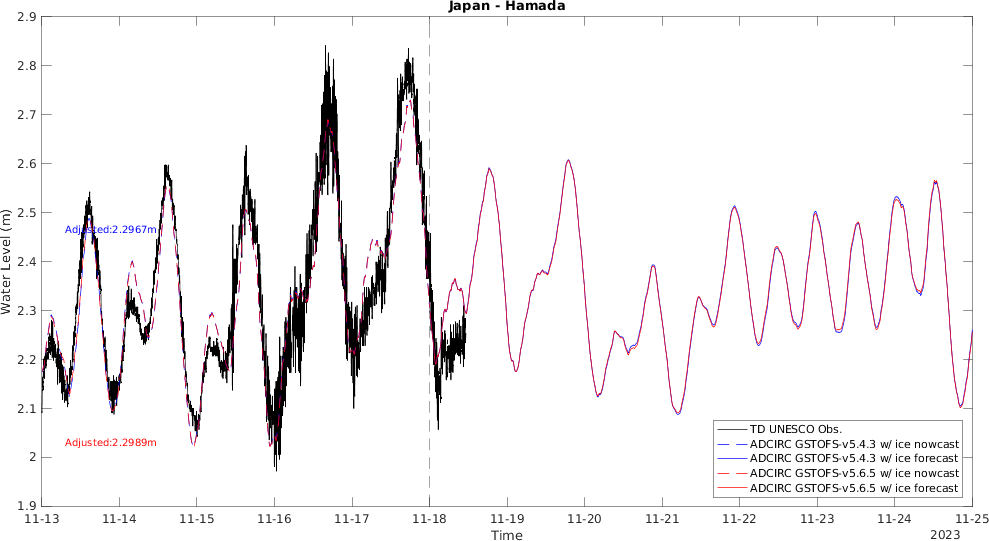 Japan - Hamada
2.9
2.8
2.7
2.6
2.5
2.4
2.3
2.2
2.1
2
1.9
Water Level (m)
Adjusted:2.2967m
Adjusted:2.2989m
TD UNESCO Obs.
ADCIRC GSTOFS-v5.4.3 w/ ice nowcast
ADCIRC GSTOFS-v5.4.3 w/ ice forecast
ADCIRC GSTOFS-v5.6.5 w/ ice nowcast
ADCIRC GSTOFS-v5.6.5 w/ ice forecast
11-13 11-14 11-15 11-16 11-17 11-18 11-19 11-20 11-21 11-22 11-23 11-24 11-25
Time
2023